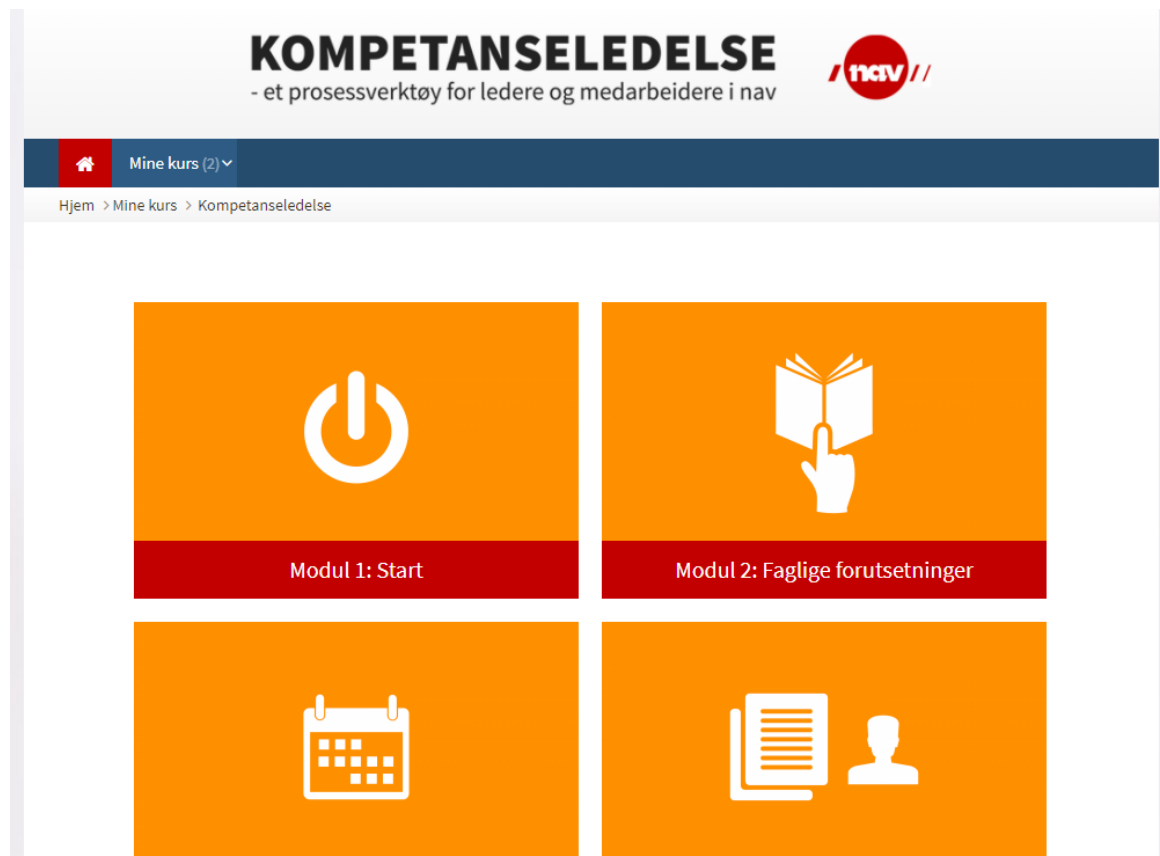 KOMPETANSELEDELSE
- et prosessverktøy for ledere og medarbeidere i nav
nav
Mine kurs (2)
Hjem > Mine kurs > Kompetanseledelse
Modul 1: Start
Modul 2: Faglige forutsetninger